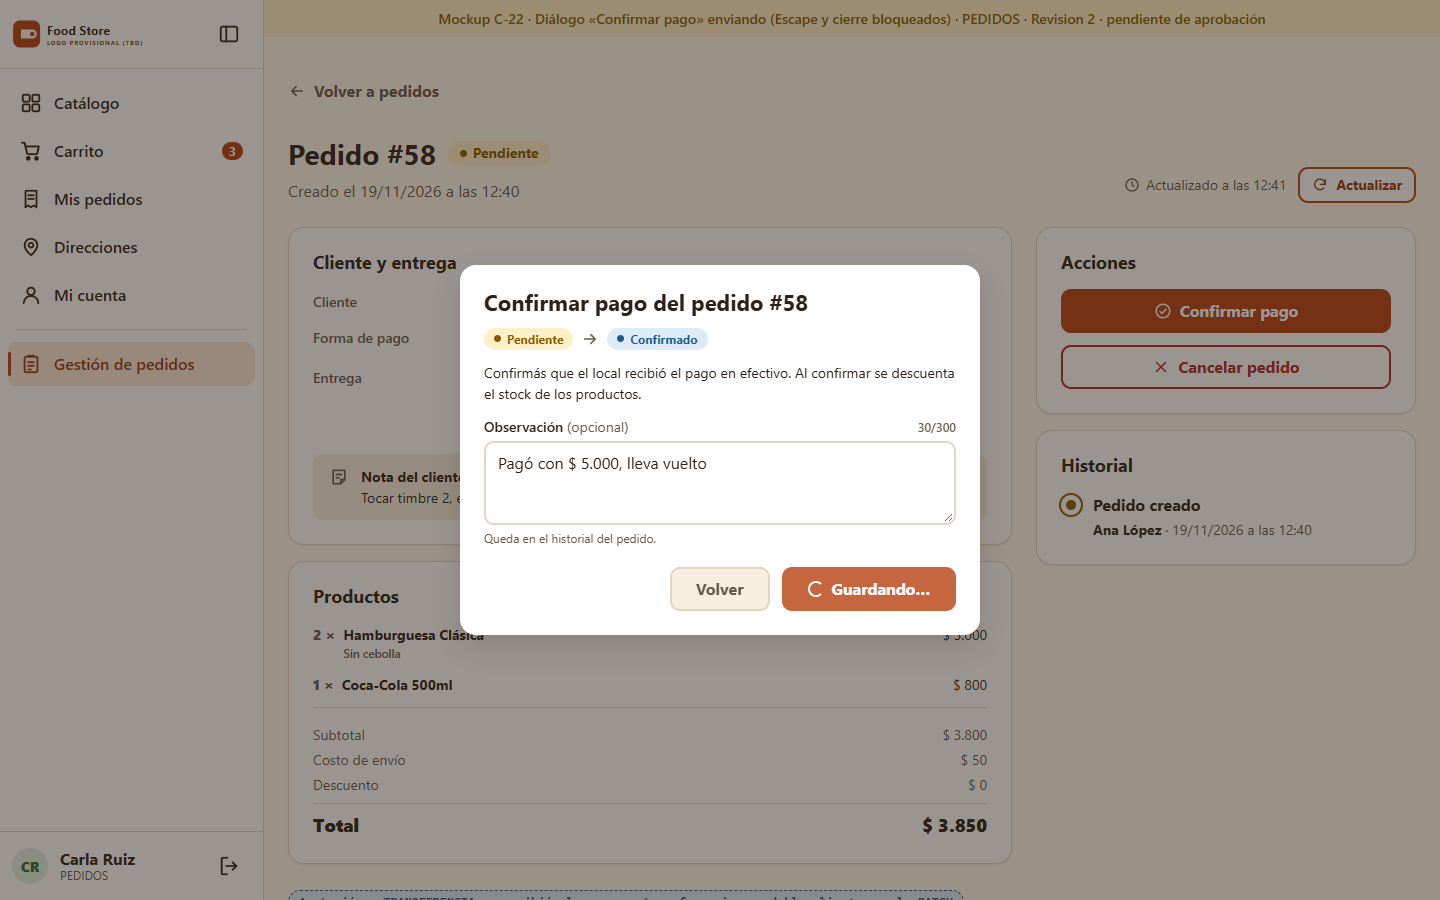 Food Store
LOGO PROVISIONAL (TBD)
Mockup C-22 · Diálogo «Confirmar pago» enviando (Escape y cierre bloqueados) · PEDIDOS · Revision 2 · pendiente de aprobación
Catálogo
Carrito 3
Mis pedidos
Direcciones
Mi cuenta
Gestión de pedidos
Carla Ruiz
CR
PEDIDOS
Volver a pedidos
Pedido #58 Pendiente
Creado el 19/11/2026 a las 12:40
Actualizado a las 12:41 Actualizar
Cliente y entrega
Cliente
Forma de pago
Entrega
Nota del cliente
Tocar timbre 2,
Confirmar pago del pedido #58
Pendiente → Confirmado
Confirmás que el local recibió el pago en efectivo. Al confirmar se descuenta
el stock de los productos.
Observación (opcional) 30/300
Pagó con $ 5.000, lleva vuelto
Queda en el historial del pedido.
Volver Guardando...
Productos
2 × Hamburguesa Clásica $ 3.000
Sin cebolla
1 × Coca-Cola 500ml $ 800
Subtotal $ 3.800
Costo de envío $ 50
Descuento $ 0
Total $ 3.850
Acciones
Confirmar pago
Cancelar pedido
Historial
Pedido creado
Ana López · 19/11/2026 a las 12:40